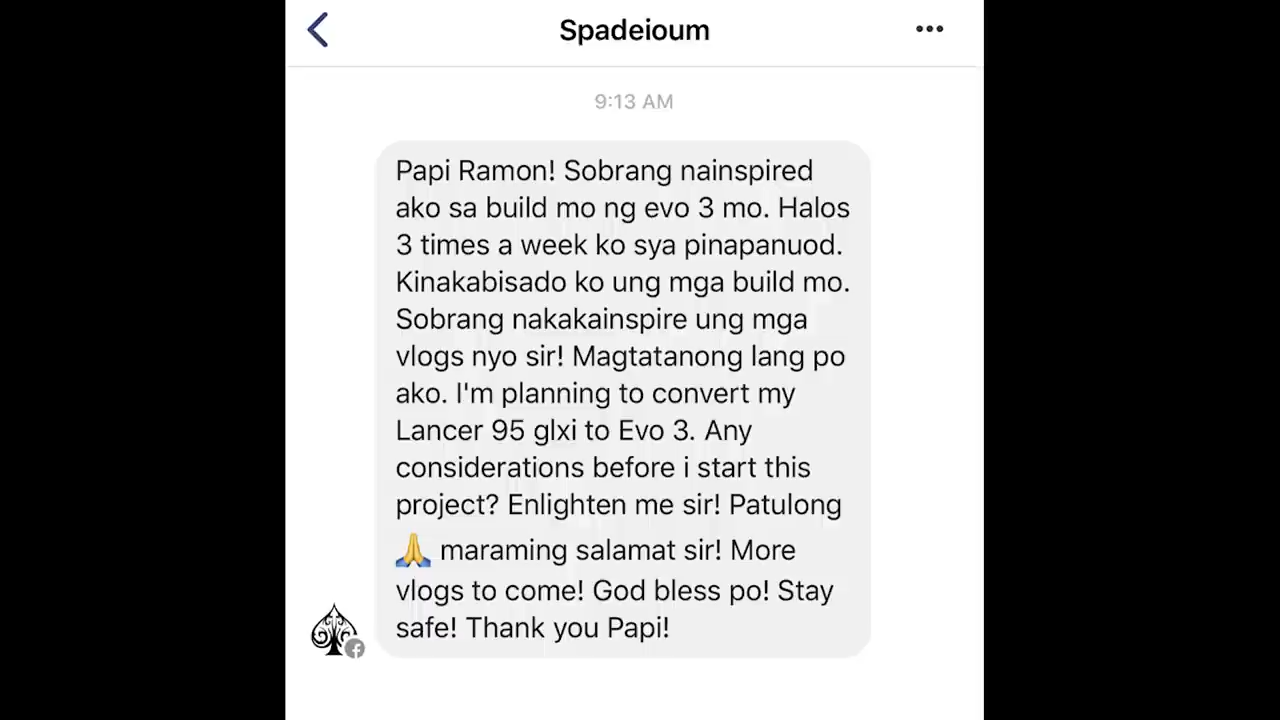 Spadeioum
9:13 AM
Papi Ramon! Sobrang nainspired
ako sa build mo ng evo 3 mo. Halos
3 times a week ko sya pinapanuod.
Kinakabisado ko ung mga build mo.
Sobrang nakakainspire ung mga
vlogs nyo sir! Magtatanong lang po
ako. I'm planning to convert my
Lancer 95 glxi to Evo 3. Any
considerations before i start this
project? Enlighten me sir! Patulong
🙏 maraming salamat sir! More
vlogs to come! God bless po! Stay
safe! Thank you Papi!